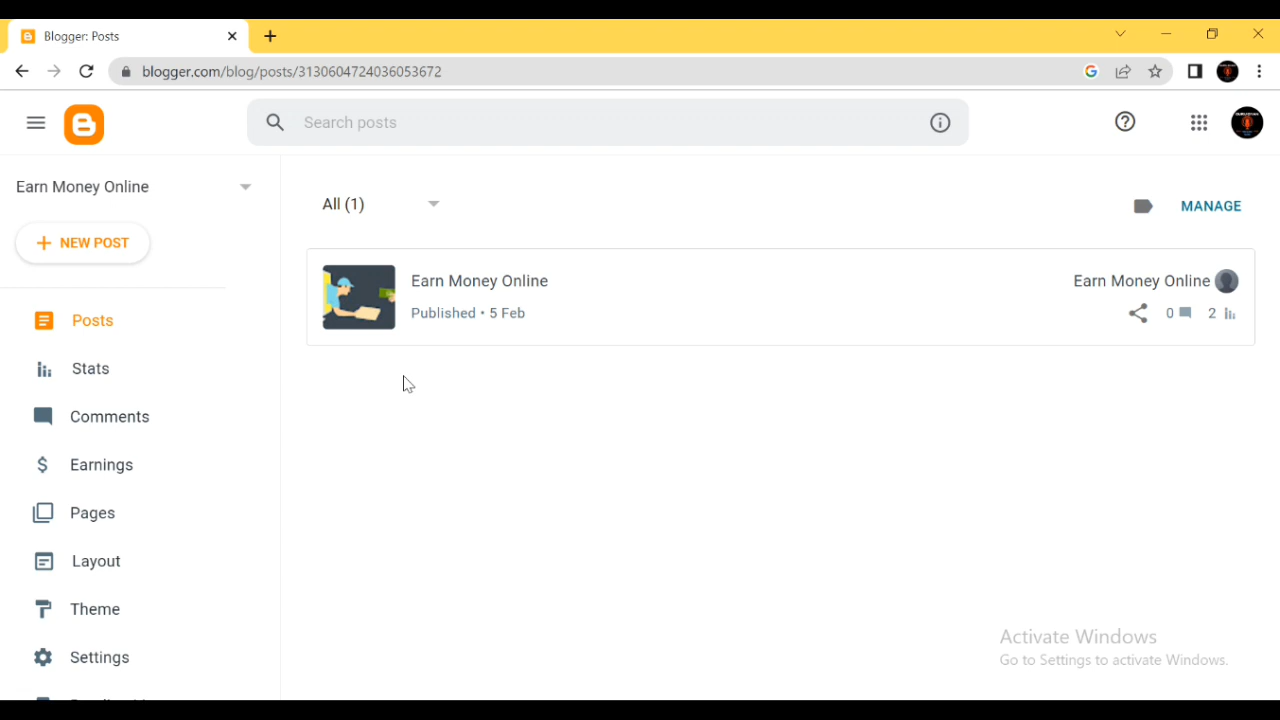 Blogger: Posts
blogger.com/blog/posts/3130604724036053672
Search posts
Earn Money Online
All (1)
MANAGE
NEW POST
Earn Money Online
Earn Money Online
Published • 5 Feb
0
2
Posts
Stats
Comments
Earnings
Pages
Layout
Theme
Settings
Activate Windows
Go to Settings to activate Windows.